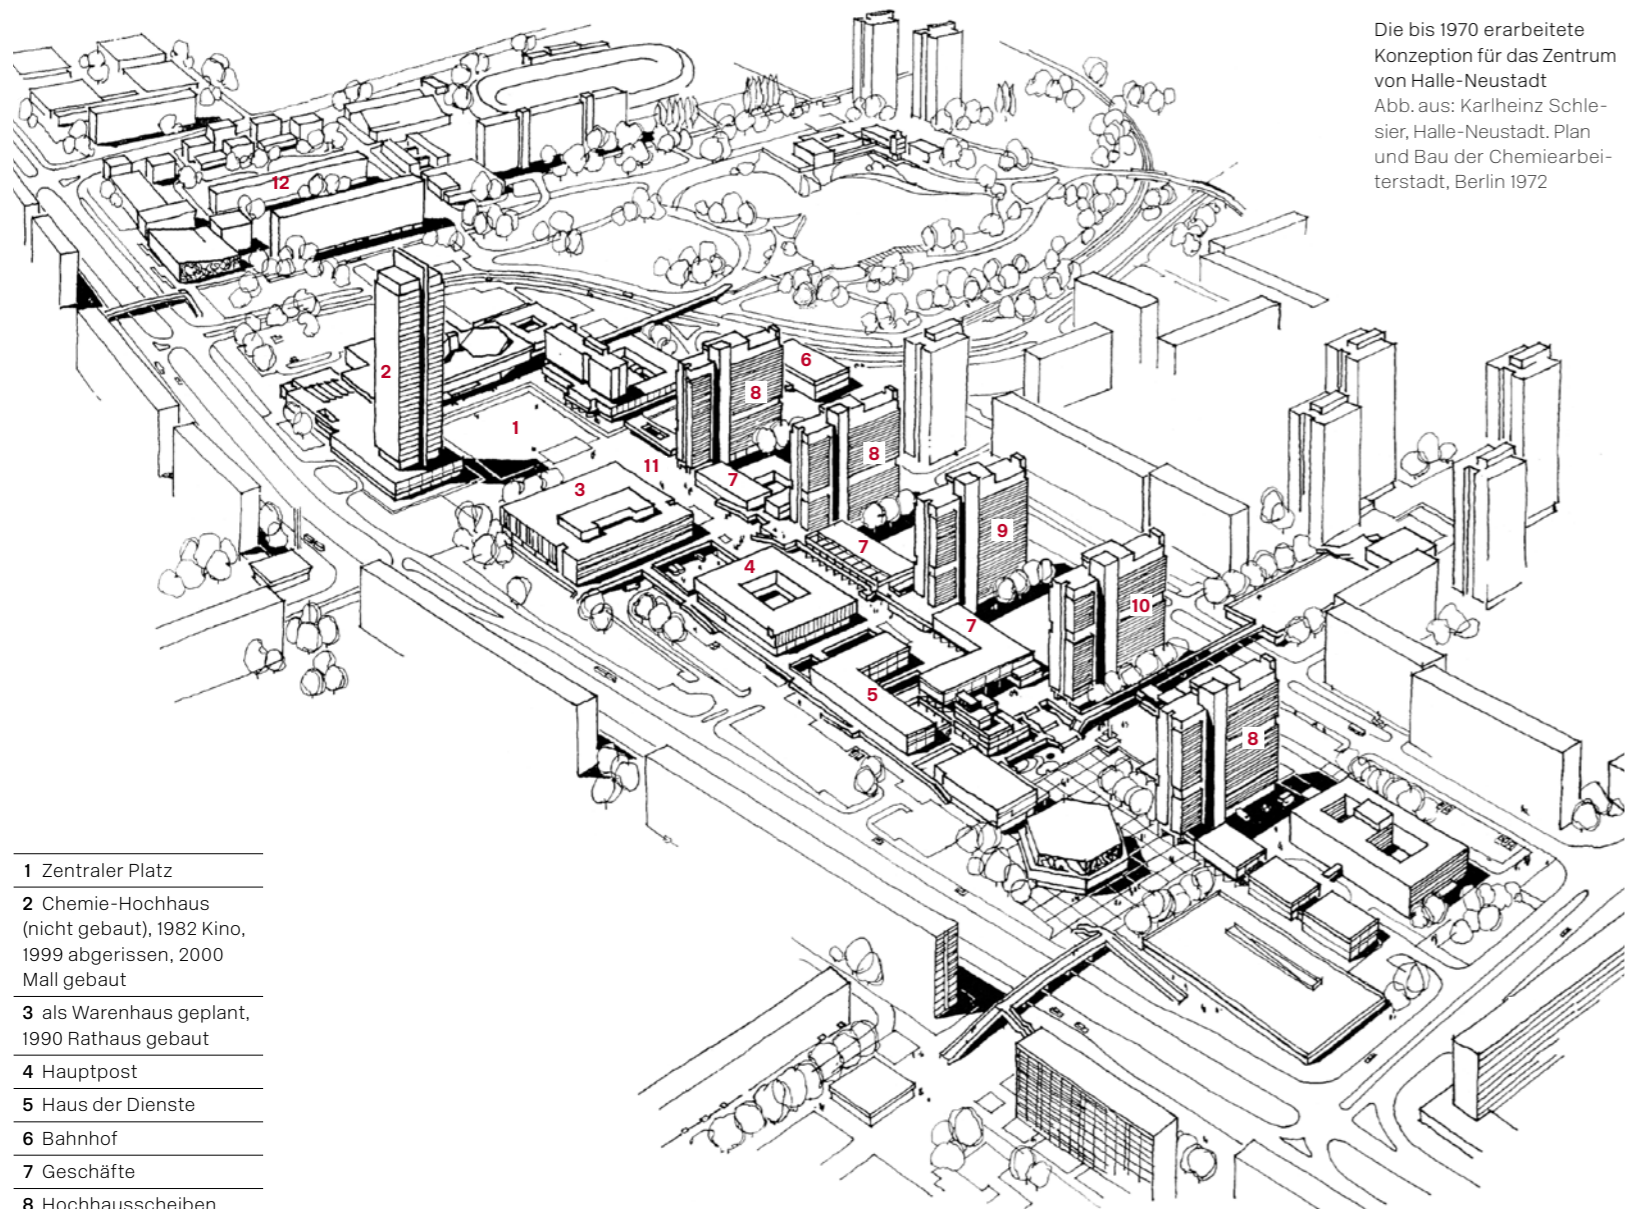 Die bis 1970 erarbeitete
Konzeption für das Zentrum
von Halle-Neustadt
Abb. aus: Karlheinz Schle-
sier, Halle-Neustadt. Plan
und Bau der Chemiearbei-
terstadt, Berlin 1972
12
2
6
8
1
8
11
7
3
9
7
4
10
7
5
8
1 Zentraler Platz
2 Chemie-Hochhaus
(nicht gebaut), 1982 Kino,
1999 abgerissen, 2000
Mall gebaut
3 als Warenhaus geplant,
1990 Rathaus gebaut
4 Hauptpost
5 Haus der Dienste
6 Bahnhof
7 Geschäfte
8 Hochhausscheiben